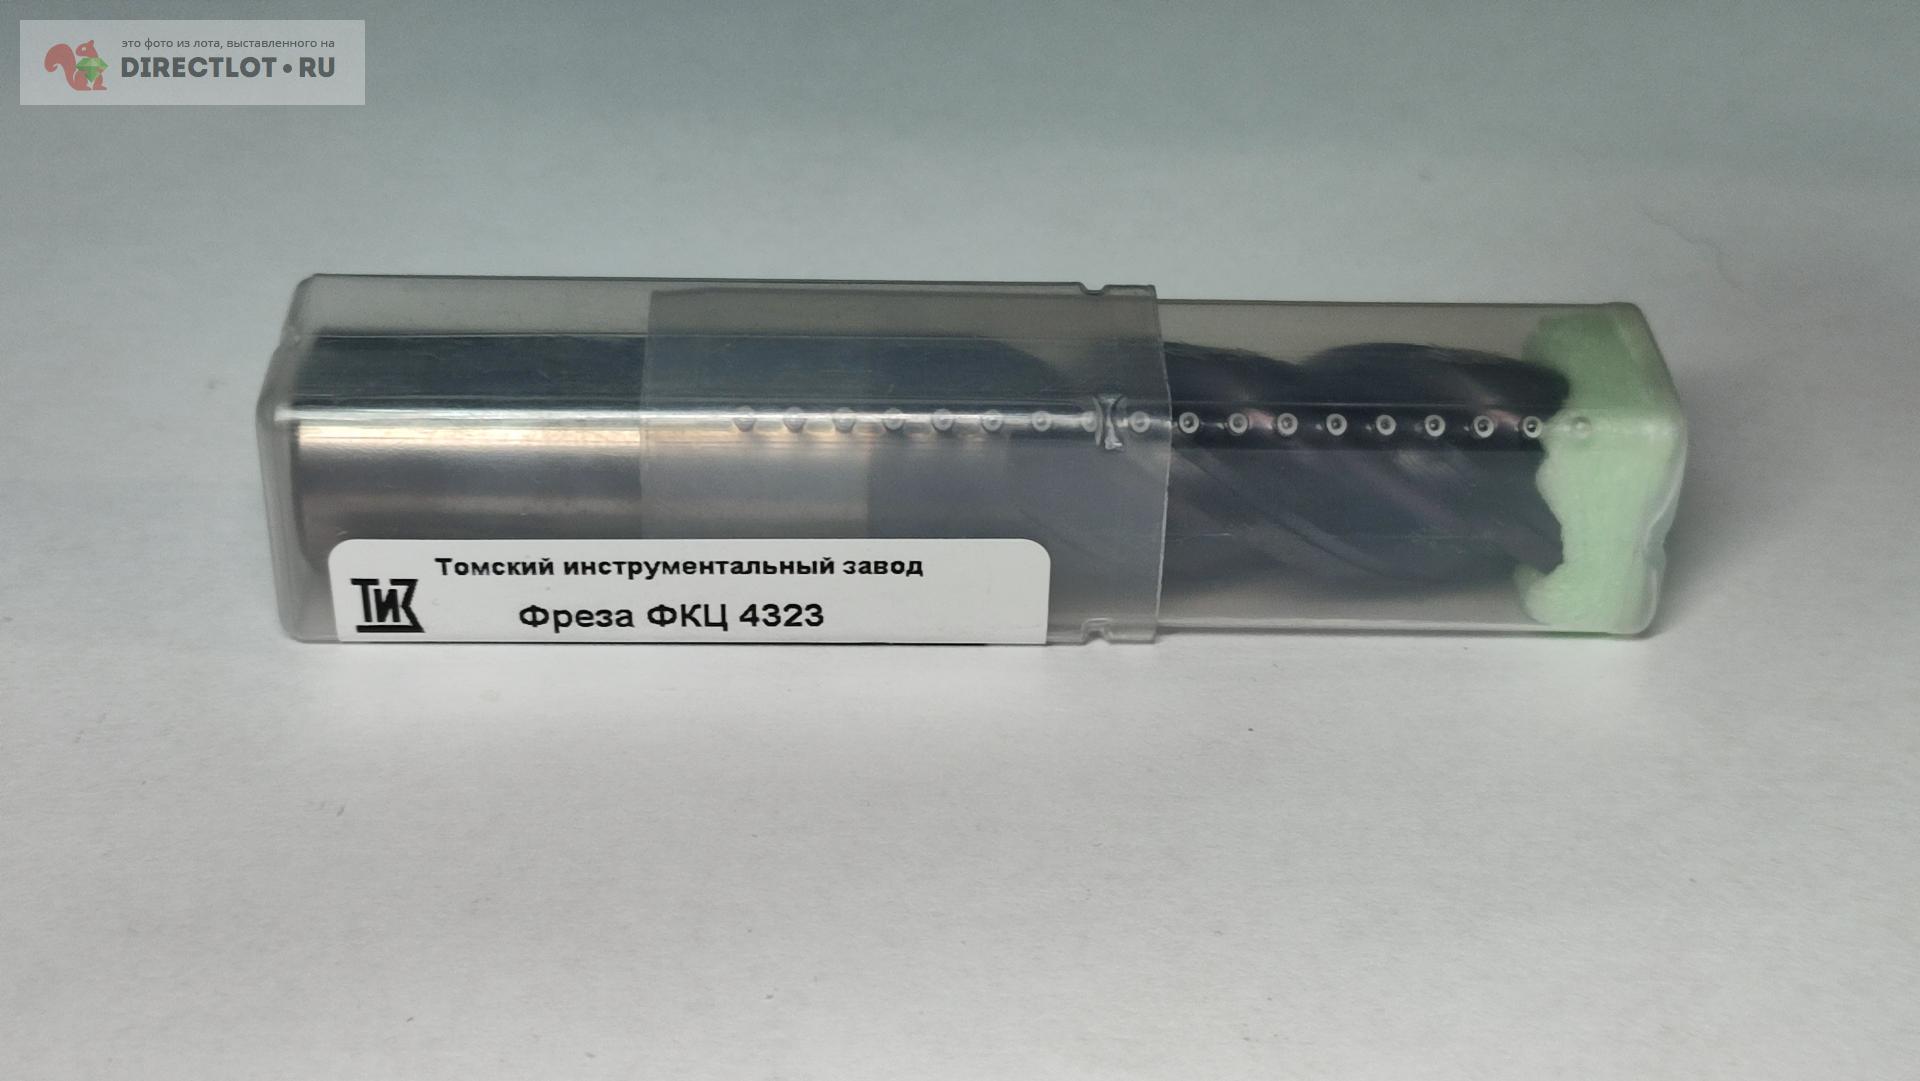 это фото из лота, выставленного на
DIRECTLOT•RU
Томский инструментальный завод
ТИЗ
Фреза ФКЦ 4323